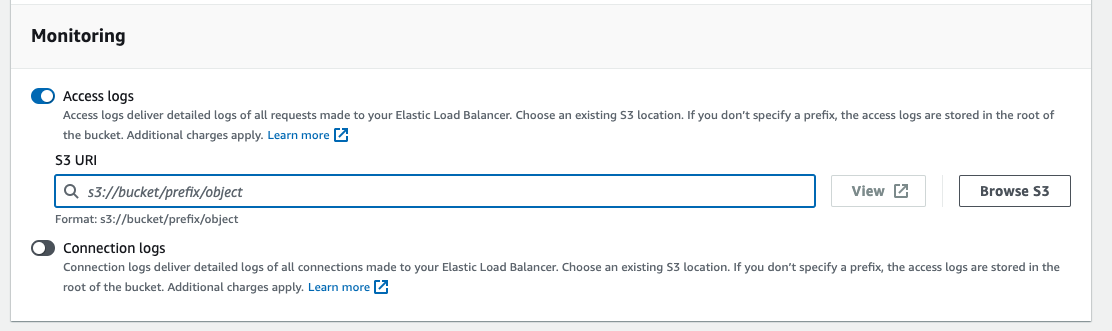 Monitoring
Access logs
Access logs deliver detailed logs of all requests made to your Elastic Load Balancer. Choose an existing S3 location. If you don’t specify a prefix, the access logs are stored in the root of
the bucket. Additional charges apply. Learn more
S3 URI
s3://bucket/prefix/object
View
Browse S3
Format: s3://bucket/prefix/object
Connection logs
Connection logs deliver detailed logs of all connections made to your Elastic Load Balancer. Choose an existing S3 location. If you don’t specify a prefix, the access logs are stored in the
root of the bucket. Additional charges apply. Learn more